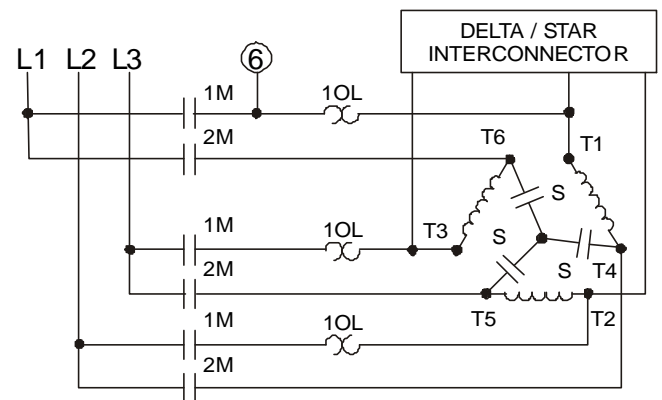 DELTA / STAR
INTERCONNECTOR
L1 L2 L3 6
1M 1OL
2M T6 T1
S
1M 1OL T3 S
2M S T4
T5 T2
1M 1OL
2M